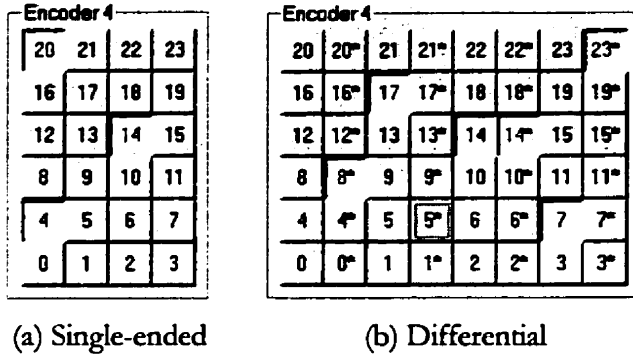 Encoder 4
20 21 22 23
16 17 18 19
12 13 14 15
8 9 10 11
4 5 6 7
0 1 2 3
(a) Single-ended
Encoder 4
20 20* 21 21* 22 22* 23 23*
16 16* 17 17* 18 18* 19 19*
12 12* 13 13* 14 14* 15 15*
8 8* 9 9* 10 10* 11 11*
4 4* 5 5* 6 6* 7 7*
0 0* 1 1* 2 2* 3 3*
(b) Differential